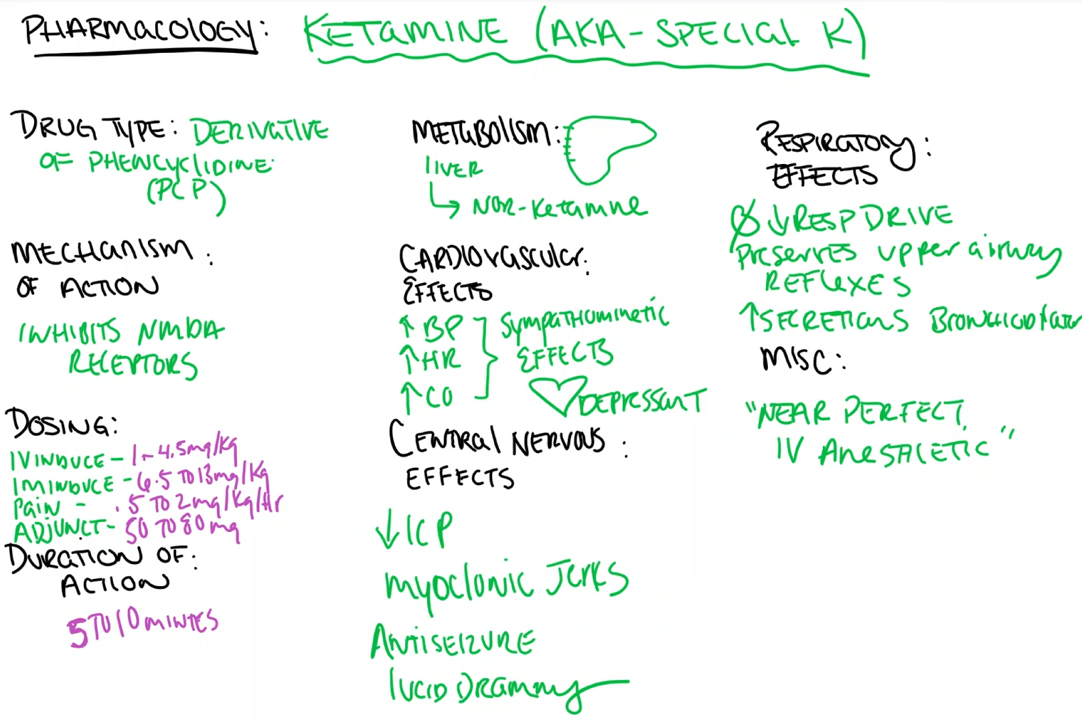 PHARMACOLOGY: KETAMINE (AKA-SPECIAL K)
DRUG TYPE: DERIVATIVE
OF PHENCYCLIDINE
(PCP)
MECHANISM :
OF ACTION
INHIBITS NMDA
RECEPTORS
DOSING:
IV INDUCE - 1-4.5mg/kg
IM INDUCE - 6.5 TO 13mg/kg
PAIN - .5 TO 2mg/kg/Hr
ADJUNCT- 50 TO 80mg
DURATION OF:
ACTION
5 TO 10 MINTES
METABOLISM:
LIVER
↳ NOR-KETAMINE
CARDIOVASCULAR:
EFFECTS
↑ BP
↑ HR
↑ CO
SYMPATHOMIMETIC
EFFECTS
DEPRESSANT
CENTRAL NERVOUS :
EFFECTS
↓ ICP
MYOCLONIC JERKS
ANTISEIZURE
LUCID
RESPIRATORY :
EFFECTS
Ø ↓ RESP DRIVE
PRESERVES UPPER AIRWAY
REFLEXES
↑ SECRETIONS
MISC:
"NEAR PERFECT
IV